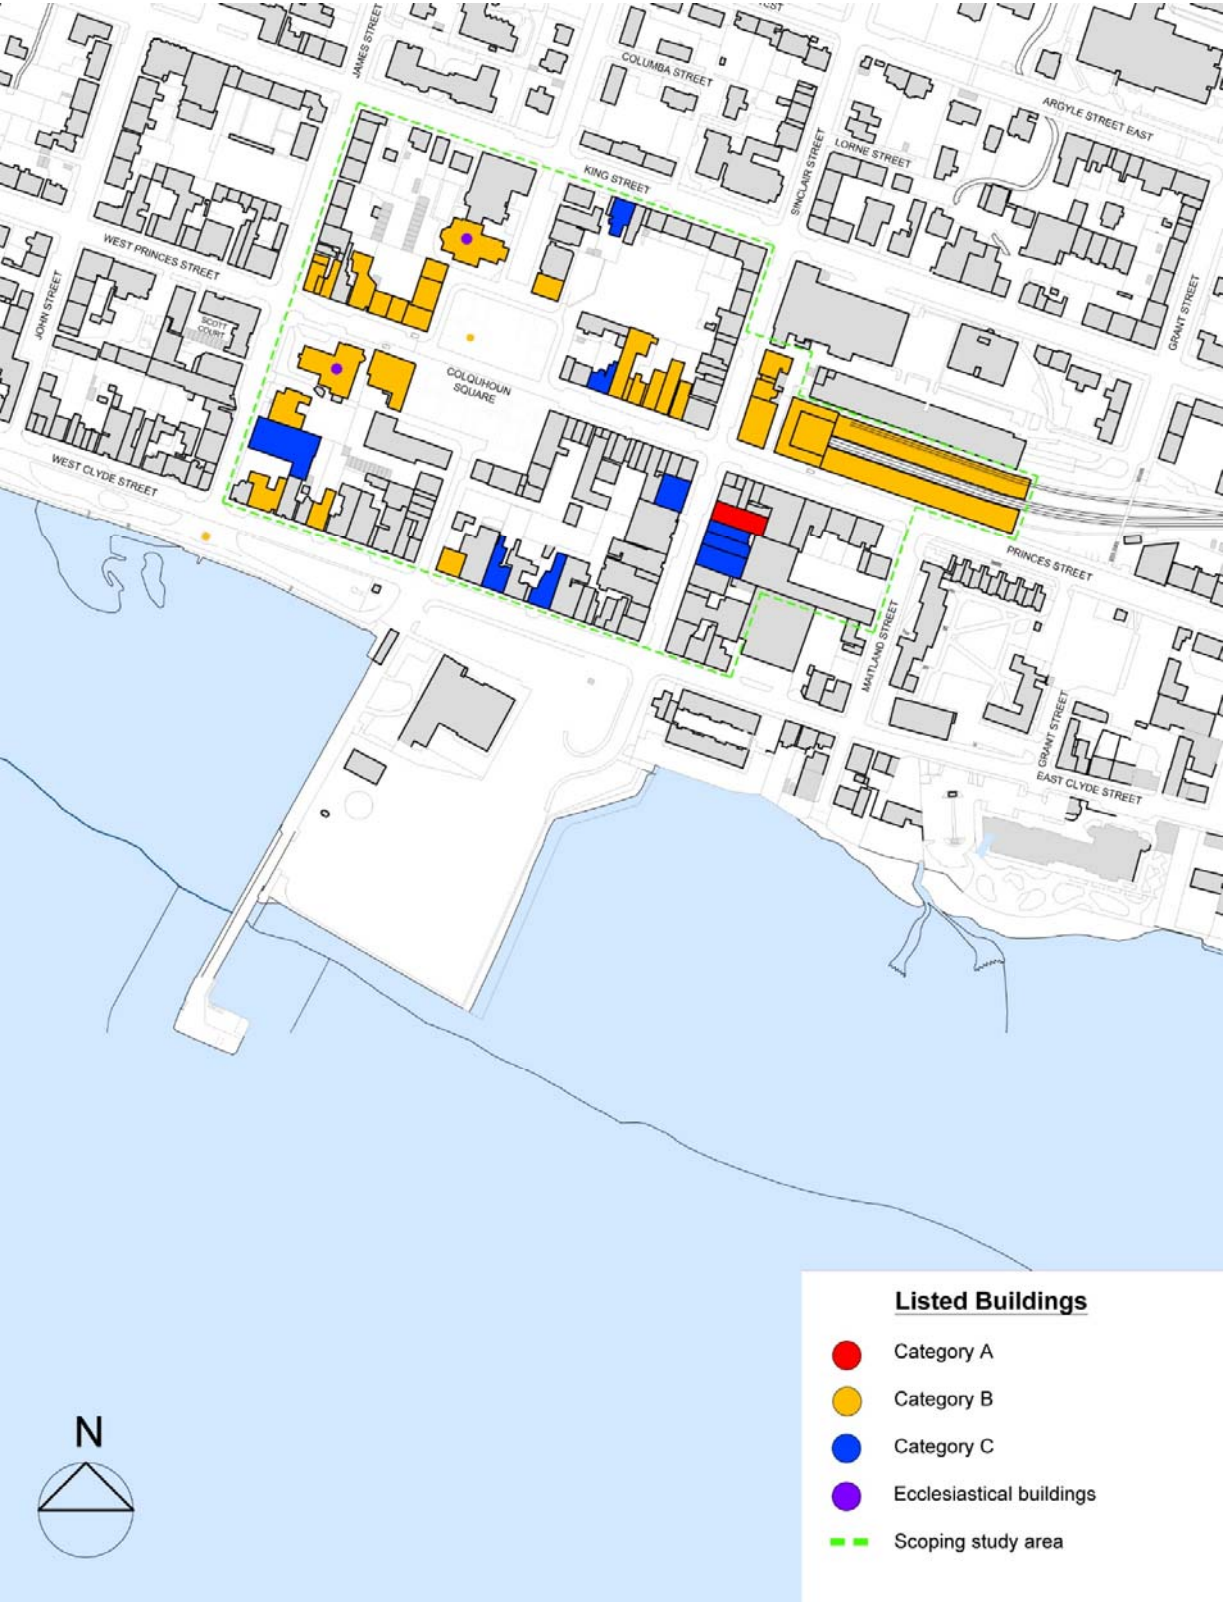 JAMES STREET
COLUMBA STREET
ARGYLE STREET EAST
LORNE STREET
SINCLAIR STREET
KING STREET
WEST PRINCES STREET
JOHN STREET
SCOTT
COURT
GRANT STREET
COLQUHOUN
SQUARE
WEST CLYDE STREET
PRINCES STREET
MAITLAND STREET
GRANT STREET
EAST CLYDE STREET
Listed Buildings
Category A
Category B
Category C
Ecclesiastical buildings
Scoping study area
N